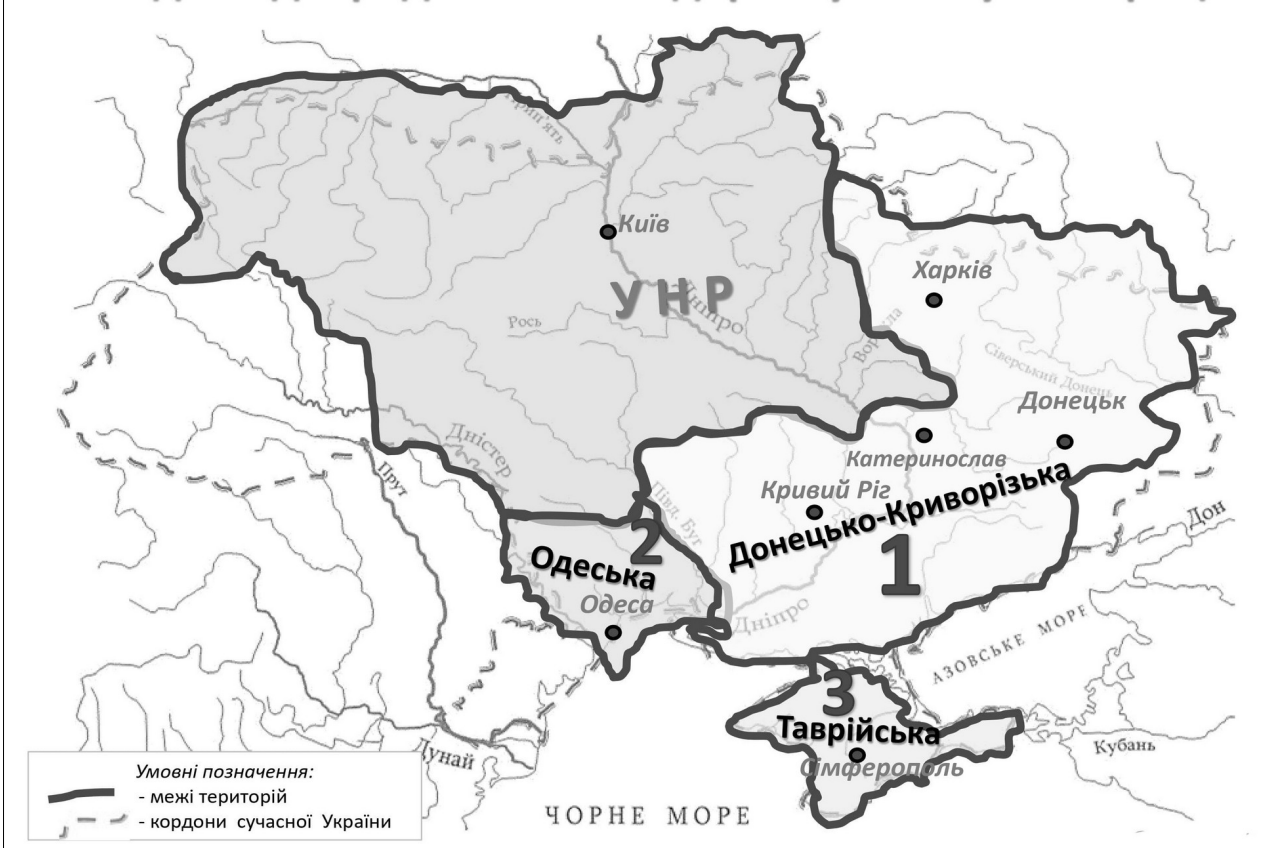 Прип'ять
Київ
У Н Р
Дніпро
Харків
Рось
Ворскла
Сіверський Донець
Донецьк
Дністер
Катеринослав
Прут
Кривий Ріг
Півд. Буг
Донецько-Криворізька
Дон
2
Одеська
1
Одеса
Дніпро
АЗОВСЬКЕ МОРЕ
3
Таврійська
Дунай
Кубань
Сімферополь
Умовні позначення:
- межі територій
- кордони сучасної України
ЧОРНЕ МОРЕ